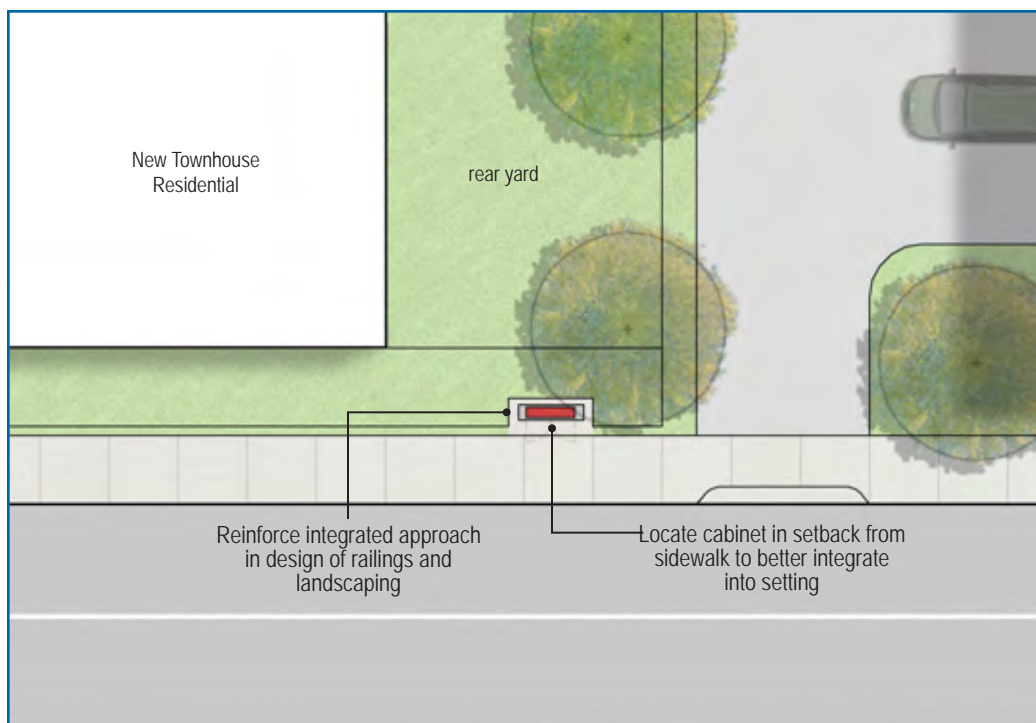 New Townhouse
Residential
rear yard
Reinforce integrated approach
in design of railings and
landscaping
Locate cabinet in setback from
sidewalk to better integrate
into setting